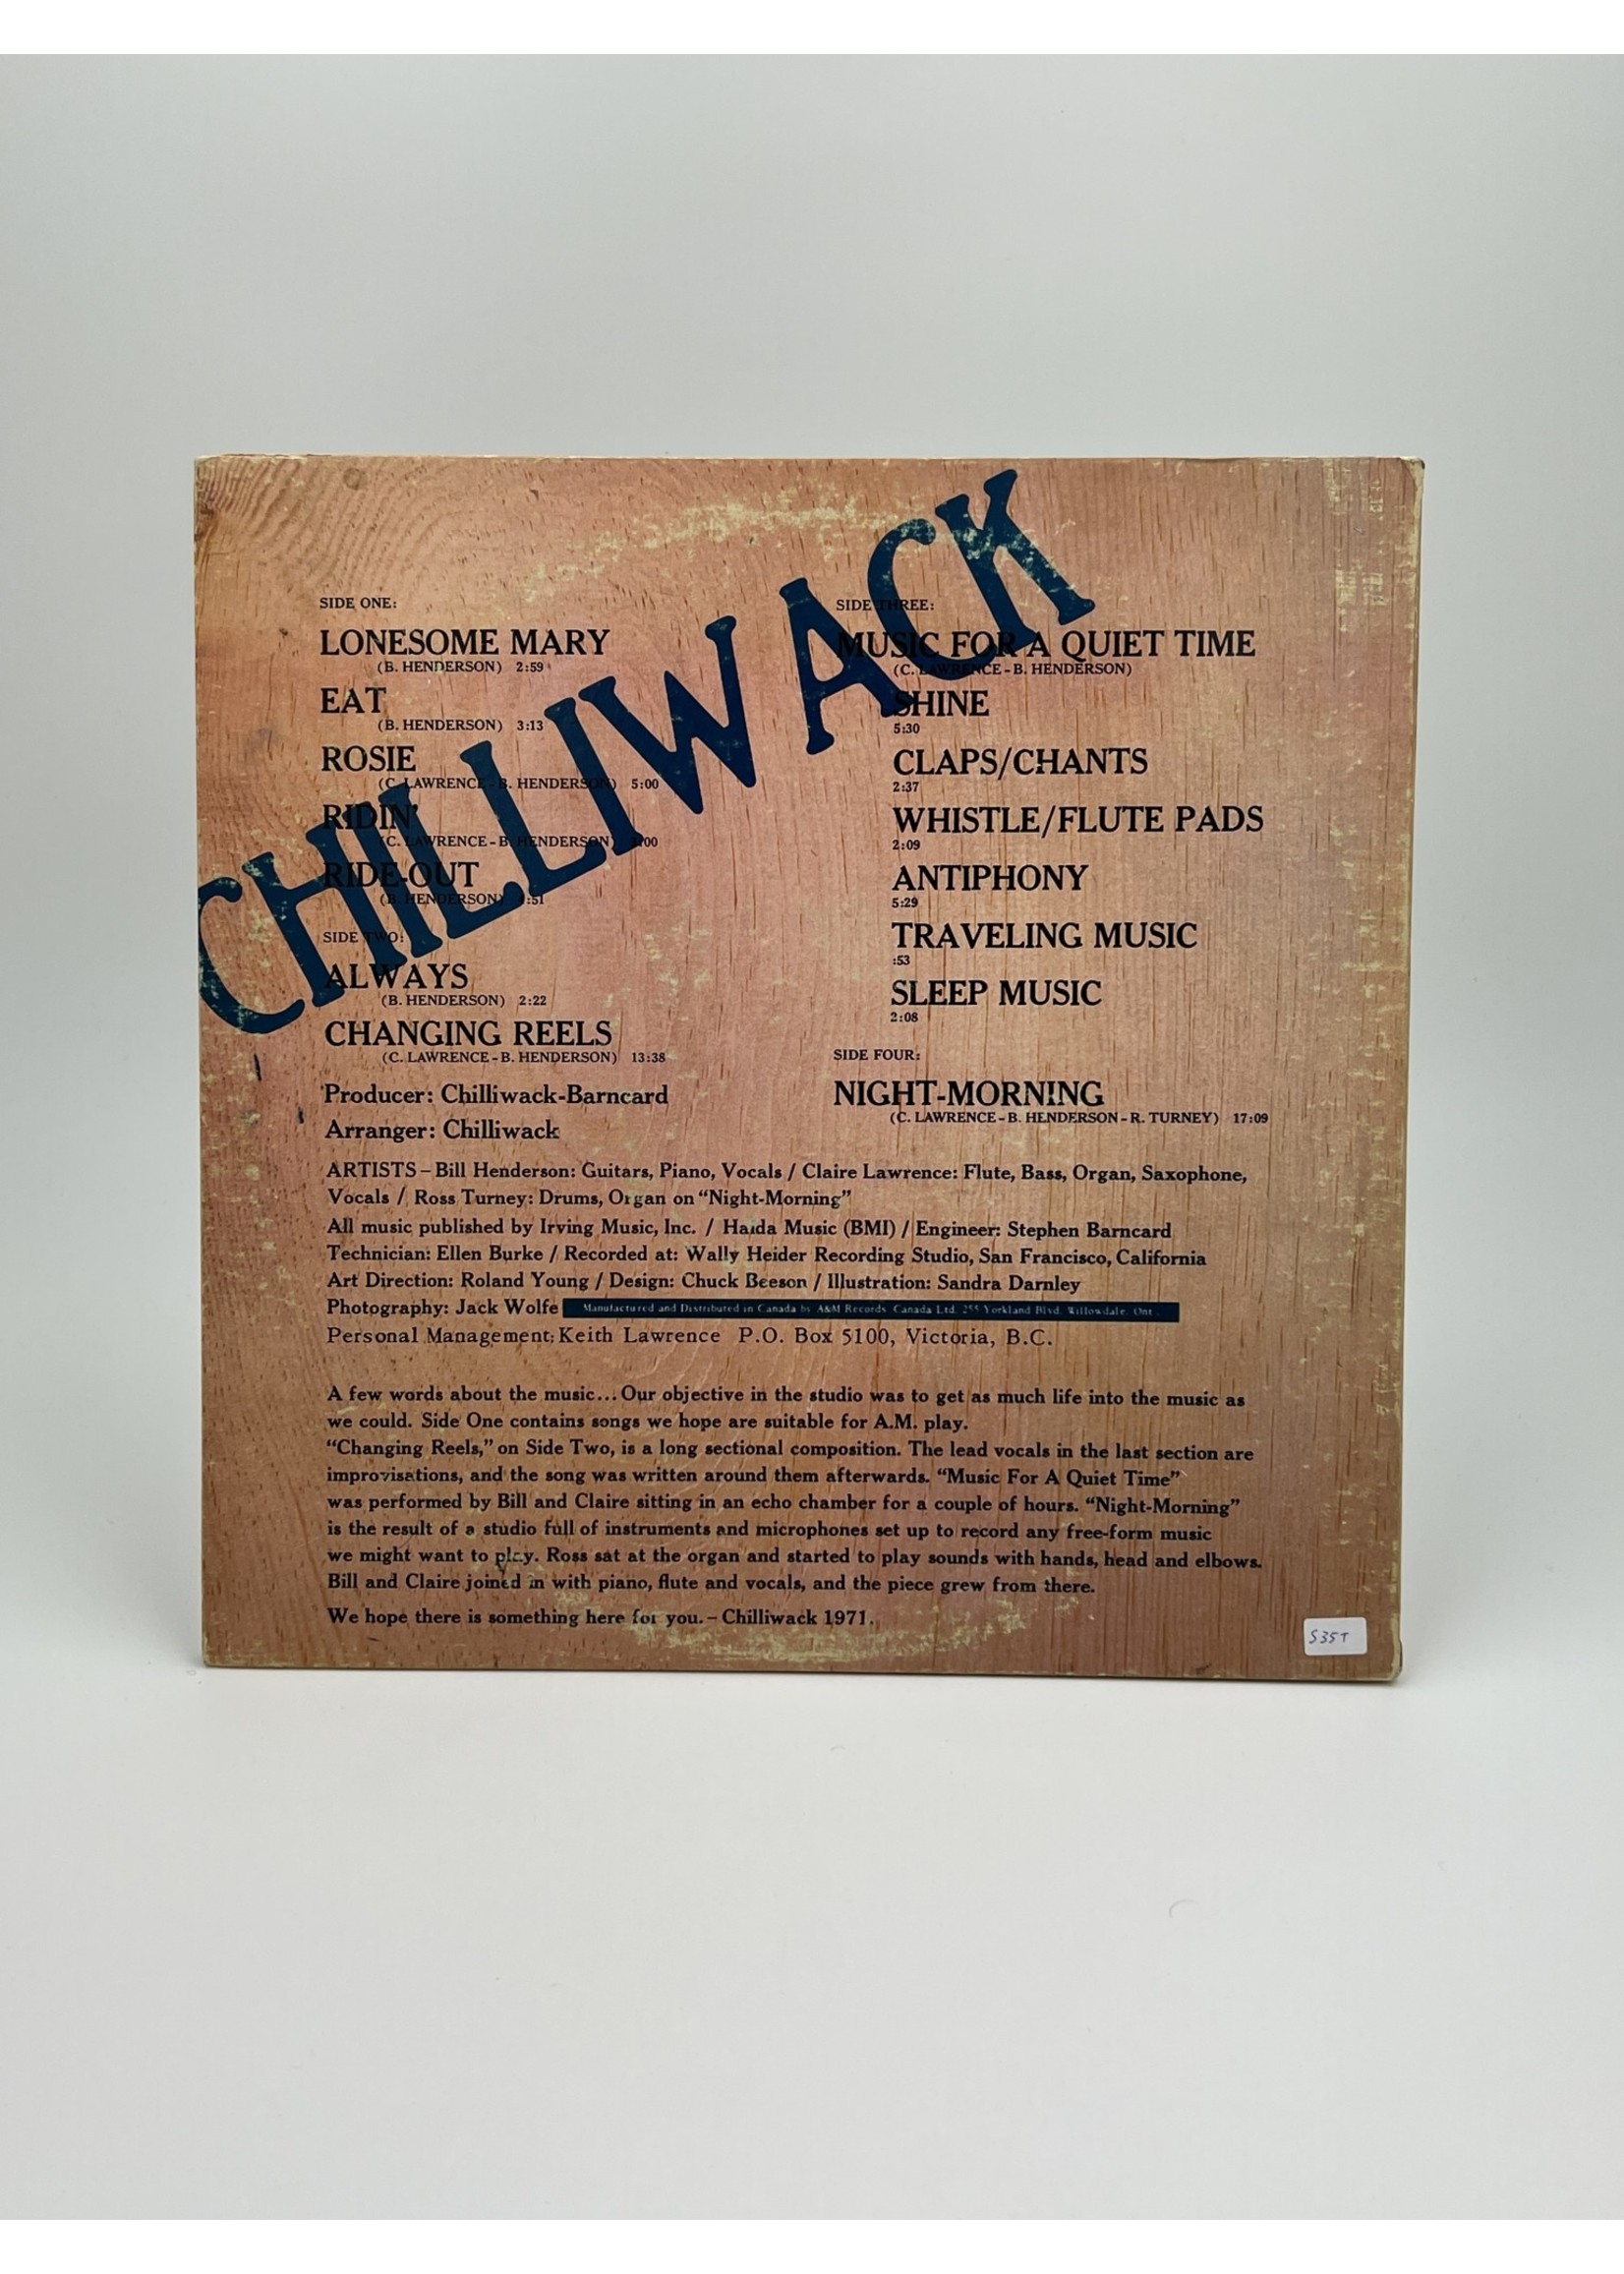 CHILLIWACK
SIDE ONE:
LONESOME MARY
(B. HENDERSON) 2:59
EAT
(B. HENDERSON) 3:13
ROSIE
(C. LAWRENCE - B. HENDERSON) 5:00
RIDIN'
(C. LAWRENCE - B. HENDERSON)
RIDE-OUT
(B. HENDERSON)
SIDE TWO:
ALWAYS
(B. HENDERSON) 2:22
CHANGING REELS
(C. LAWRENCE - B. HENDERSON) 13:38
SIDE THREE:
MUSIC FOR A QUIET TIME
(C. LAWRENCE - B. HENDERSON)
SHINE
5:30
CLAPS/CHANTS
2:37
WHISTLE/FLUTE PADS
2:09
ANTIPHONY
5:29
TRAVELING MUSIC
:53
SLEEP MUSIC
2:08
SIDE FOUR:
NIGHT-MORNING
(C. LAWRENCE - B. HENDERSON - R. TURNEY) 17:09
Producer: Chilliwack-Barncard
Arranger: Chilliwack
ARTISTS – Bill Henderson: Guitars, Piano, Vocals / Claire Lawrence: Flute, Bass, Organ, Saxophone,
Vocals / Ross Turney: Drums, Organ on “Night-Morning”
All music published by Irving Music, Inc. / Haida Music (BMI) / Engineer: Stephen Barncard
Technician: Ellen Burke / Recorded at: Wally Heider Recording Studio, San Francisco, California
Art Direction: Roland Young / Design: Chuck Beeson / Illustration: Sandra Darnley
Photography: Jack Wolfe Manufactured and Distributed in Canada by A&M Records Canada Ltd. 255 Yorkland Blvd. Willowdale. Ont.
Personal Management: Keith Lawrence P.O. Box 5100, Victoria, B.C.
A few words about the music... Our objective in the studio was to get as much life into the music as
we could. Side One contains songs we hope are suitable for A.M. play.
“Changing Reels,” on Side Two, is a long sectional composition. The lead vocals in the last section are
improvisations, and the song was written around them afterwards. “Music For A Quiet Time”
was performed by Bill and Claire sitting in an echo chamber for a couple of hours. “Night-Morning”
is the result of a studio full of instruments and microphones set up to record any free-form music
we might want to play. Ross sat at the organ and started to play sounds with hands, head and elbows.
Bill and Claire joined in with piano, flute and vocals, and the piece grew from there.
We hope there is something here for you. – Chilliwack 1971.
S35T